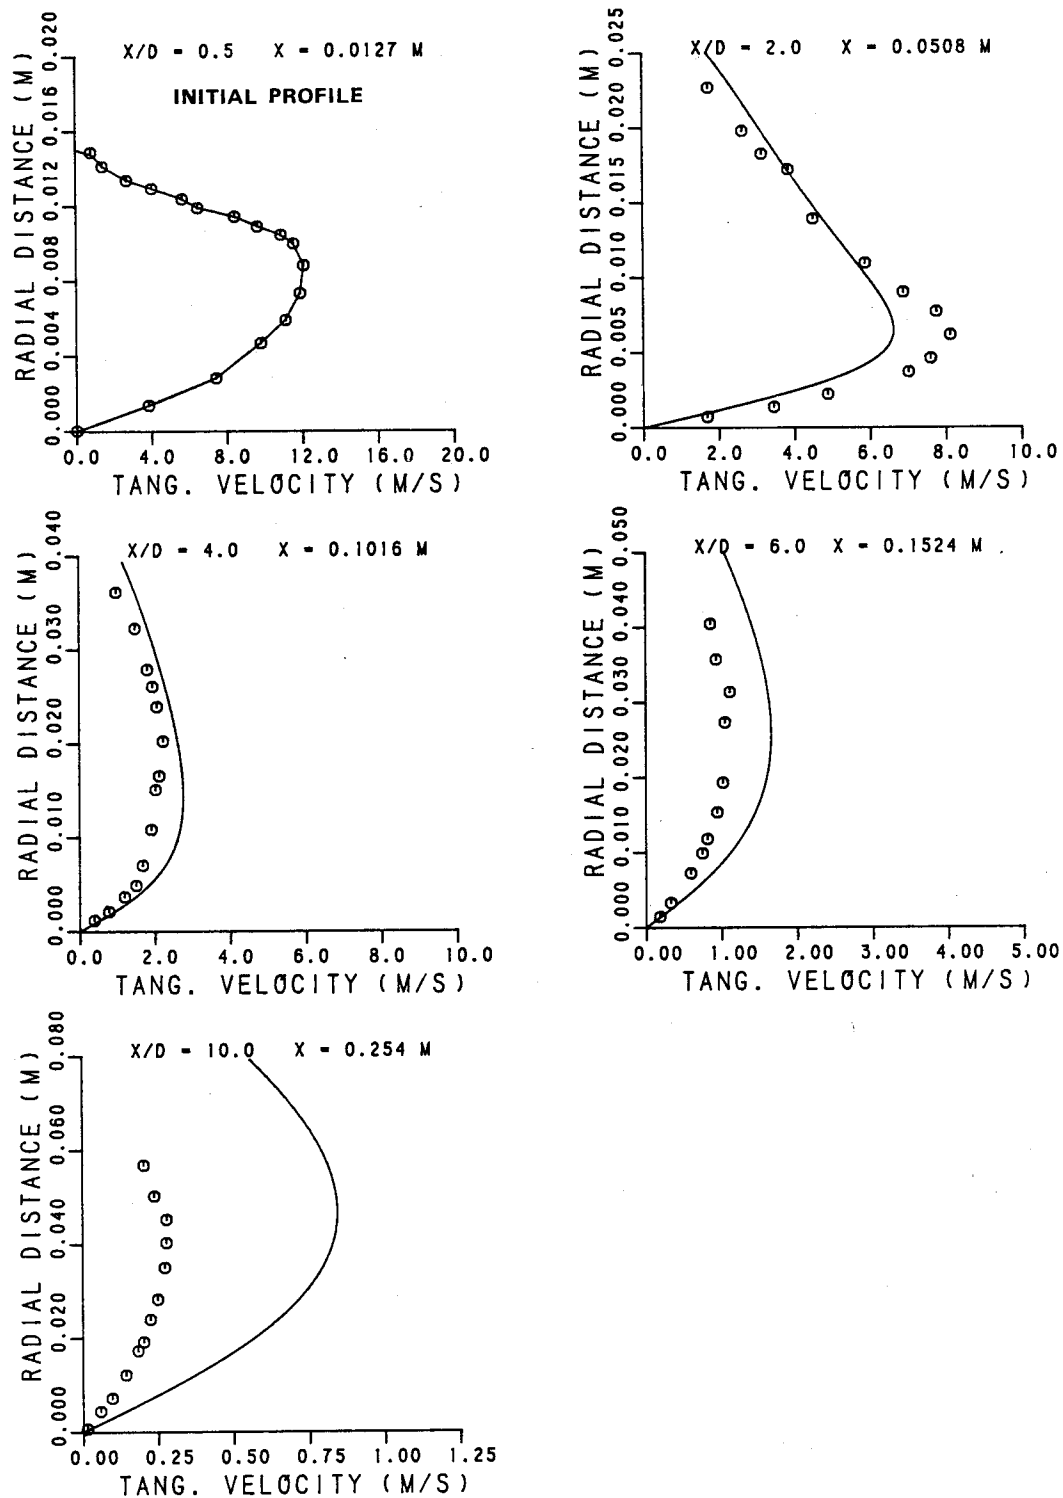 X/D = 0.5 X = 0.0127 M
INITIAL PROFILE
RADIAL DISTANCE (M)
0.020
0.016
0.012
0.008
0.004
0.000
0.0 4.0 8.0 12.0 16.0 20.0
TANG. VELOCITY (M/S)
X/D = 2.0 X = 0.0508 M
RADIAL DISTANCE (M)
0.025
0.020
0.015
0.010
0.005
0.000
0.0 2.0 4.0 6.0 8.0 10.0
TANG. VELOCITY (M/S)
X/D = 4.0 X = 0.1016 M
RADIAL DISTANCE (M)
0.040
0.030
0.020
0.010
0.000
0.0 2.0 4.0 6.0 8.0 10.0
TANG. VELOCITY (M/S)
X/D = 6.0 X = 0.1524 M
RADIAL DISTANCE (M)
0.050
0.040
0.030
0.020
0.010
0.000
0.00 1.00 2.00 3.00 4.00 5.00
TANG. VELOCITY (M/S)
X/D = 10.0 X = 0.254 M
RADIAL DISTANCE (M)
0.080
0.060
0.040
0.020
0.000
0.00 0.25 0.50 0.75 1.00 1.25
TANG. VELOCITY (M/S)